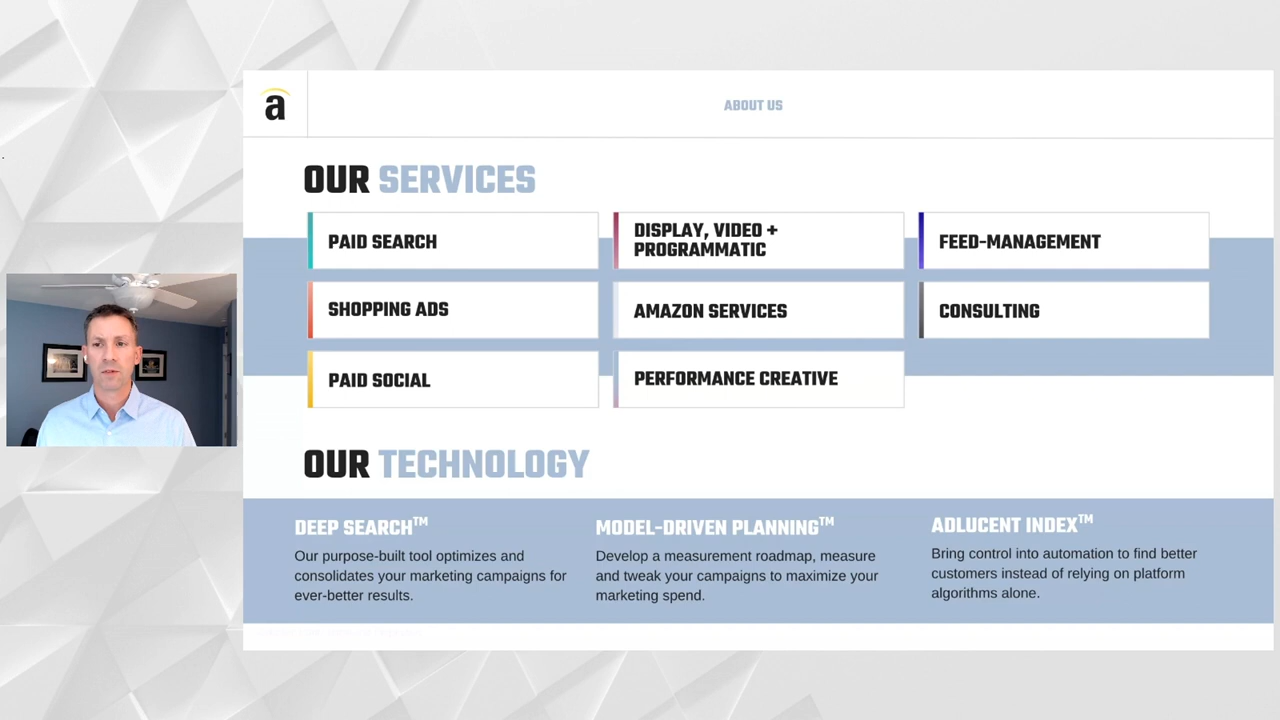 a
ABOUT US
OUR SERVICES
PAID SEARCH
DISPLAY, VIDEO +
PROGRAMMATIC
FEED-MANAGEMENT
SHOPPING ADS
AMAZON SERVICES
CONSULTING
PAID SOCIAL
PERFORMANCE CREATIVE
OUR TECHNOLOGY
DEEP SEARCH™
Our purpose-built tool optimizes and
consolidates your marketing campaigns for
ever-better results.
MODEL-DRIVEN PLANNING™
Develop a measurement roadmap, measure
and tweak your campaigns to maximize your
marketing spend.
ADLUCENT INDEX™
Bring control into automation to find better
customers instead of relying on platform
algorithms alone.